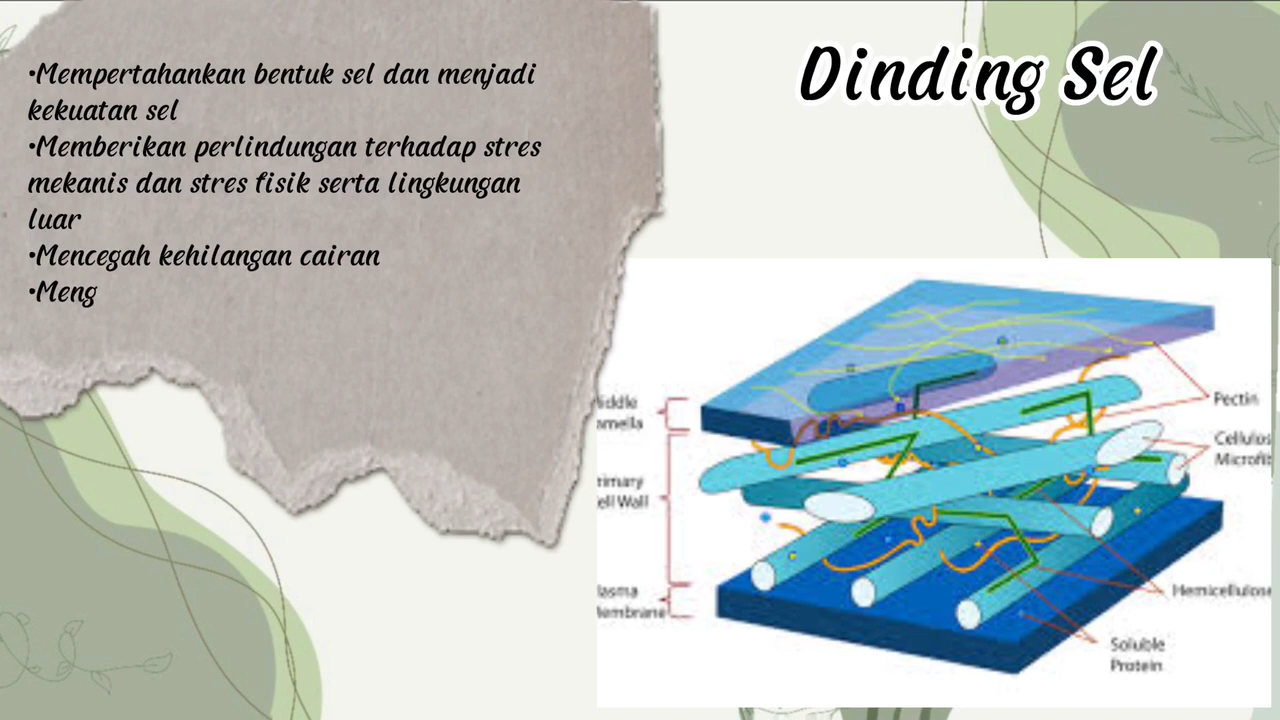 •Mempertahankan bentuk sel dan menjadi
kekuatan sel
•Memberikan perlindungan terhadap stres
mekanis dan stres fisik serta lingkungan
luar
•Mencegah kehilangan cairan
•Meng
Dinding Sel
Pectin
Hemicellulose
Soluble
Protein
Wall